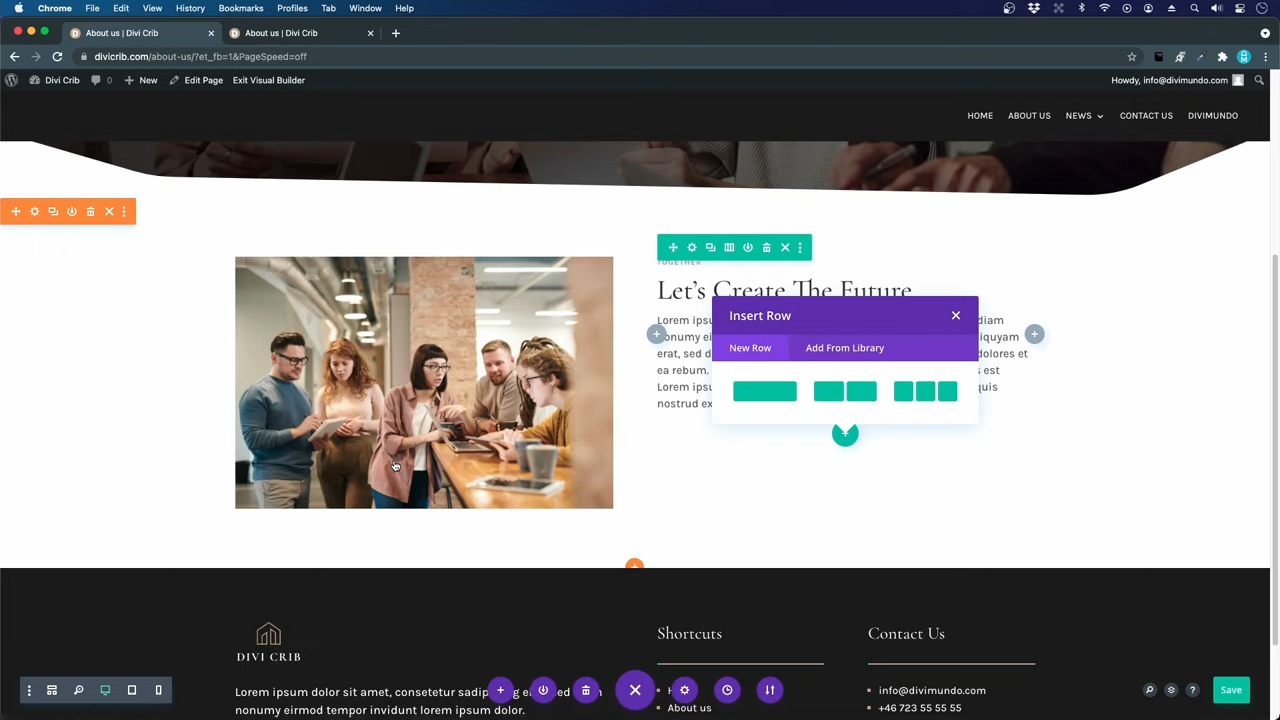 Chrome File Edit View History Bookmarks Profiles Tab Window Help
About us | Divi Crib
About us | Divi Crib
divicrib.com/about-us/?et_fb=1&PageSpeed=off
Divi Crib 0 New Edit Page Exit Visual Builder
Howdy, info@divimundo.com
HOME ABOUT US NEWS CONTACT US DIVIMUNDO
TOGETHER
Let's Create The Future
Insert Row
New Row Add From Library
Lorem ipsu diam
nonumy ei iquyam
erat, sed d dolores et
ea rebum. s est
Lorem ipsu quis
nostrud ex
DIVI CRIB
Lorem ipsum dolor sit amet, consetetur sadip
nonumy eirmod tempor invidunt lorem ipsum dolor.
Shortcuts
About us
Contact Us
info@divimundo.com
+46 723 55 55 55
Save